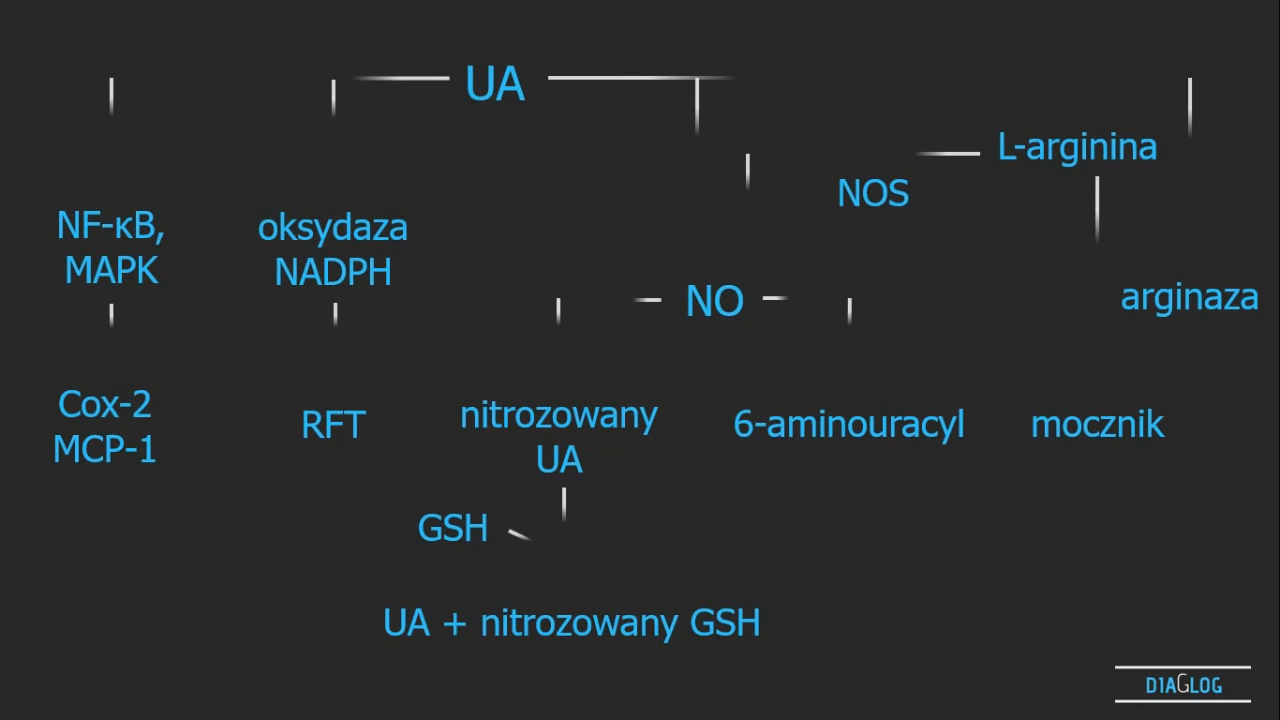 UA
L-arginina
NOS
NF-κB,
MAPK
oksydaza
NADPH
NO
arginaza
Cox-2
MCP-1
RFT
nitrozowany
UA
6-aminouracyl
mocznik
GSH
UA + nitrozowany GSH
DIAGLOG